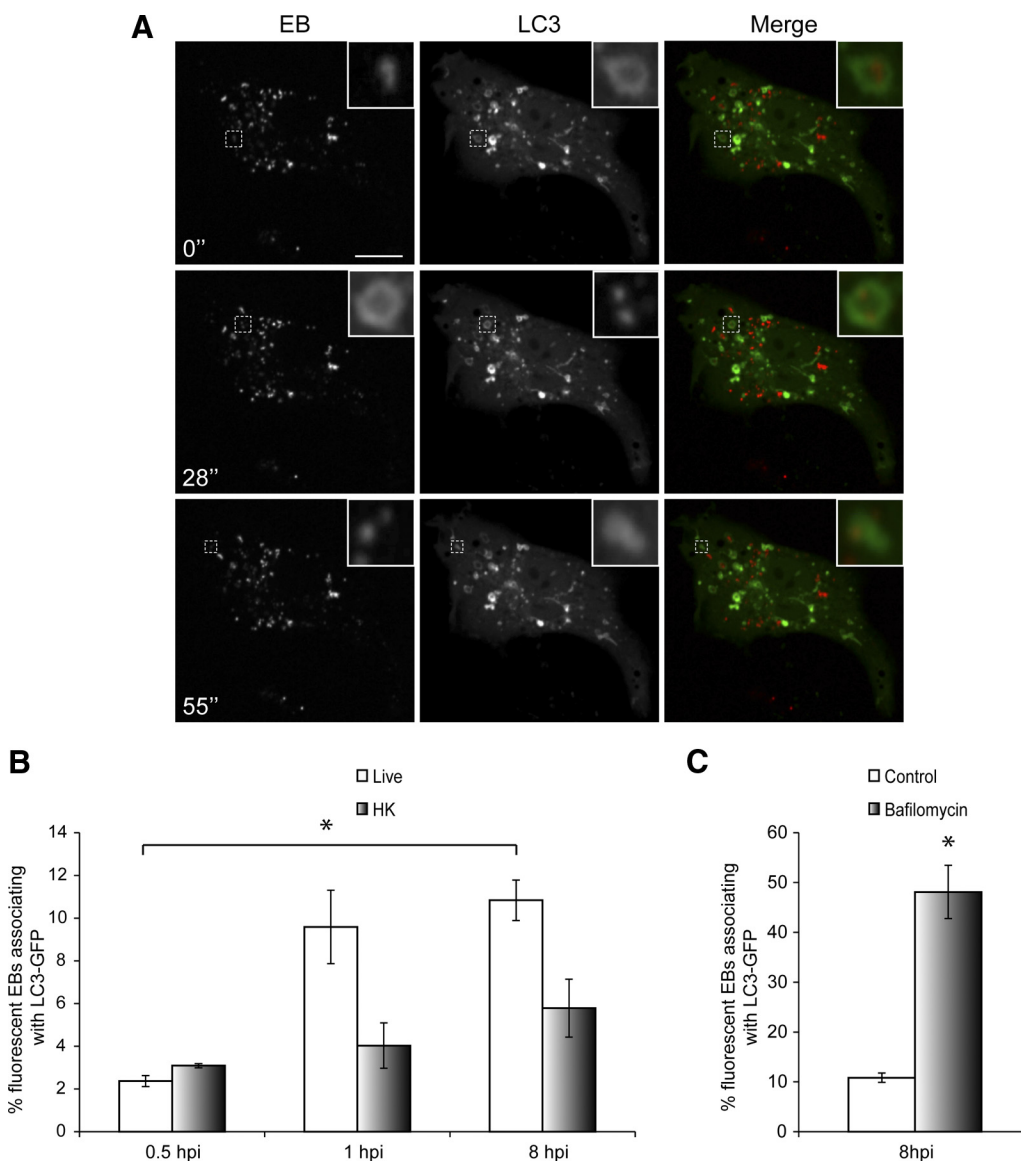 A
EB LC3 Merge
0’’
28’’
55’’
B
Live
HK
*
14
12
10
8
6
4
2
0
% fluorescent EBs associating
with LC3-GFP
0.5 hpi 1 hpi 8 hpi
C
Control
Bafilomycin
*
60
50
40
30
20
10
0
% fluorescent EBs associating
with LC3-GFP
8hpi